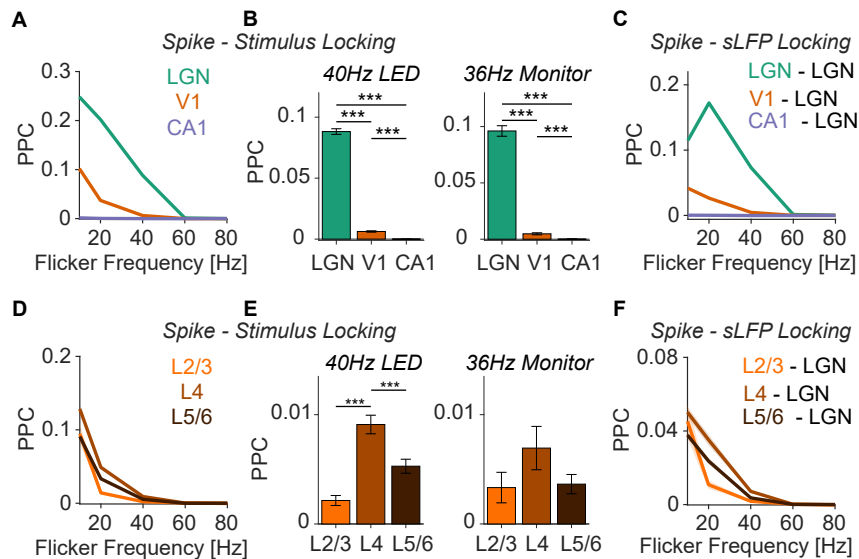 A
Spike - Stimulus Locking
PPC
0.3
0.2
0.1
0
LGN
V1
CA1
20 40 60 80
Flicker Frequency [Hz]
B
40Hz LED
PPC
0.1
0.05
0
***
***
***
LGN V1 CA1
36Hz Monitor
0.1
0.05
0
***
***
***
LGN V1 CA1
C
Spike - sLFP Locking
PPC
0.2
0.1
0
LGN - LGN
V1 - LGN
CA1 - LGN
20 40 60 80
Flicker Frequency [Hz]
D
Spike - Stimulus Locking
PPC
0.2
0.1
0
L2/3
L4
L5/6
20 40 60 80
Flicker Frequency [Hz]
E
40Hz LED
PPC
0.01
0
***
***
L2/3 L4 L5/6
36Hz Monitor
0.01
0
L2/3 L4 L5/6
F
Spike - sLFP Locking
PPC
0.08
0.04
0
L2/3 - LGN
L4 - LGN
L5/6 - LGN
20 40 60 80
Flicker Frequency [Hz]